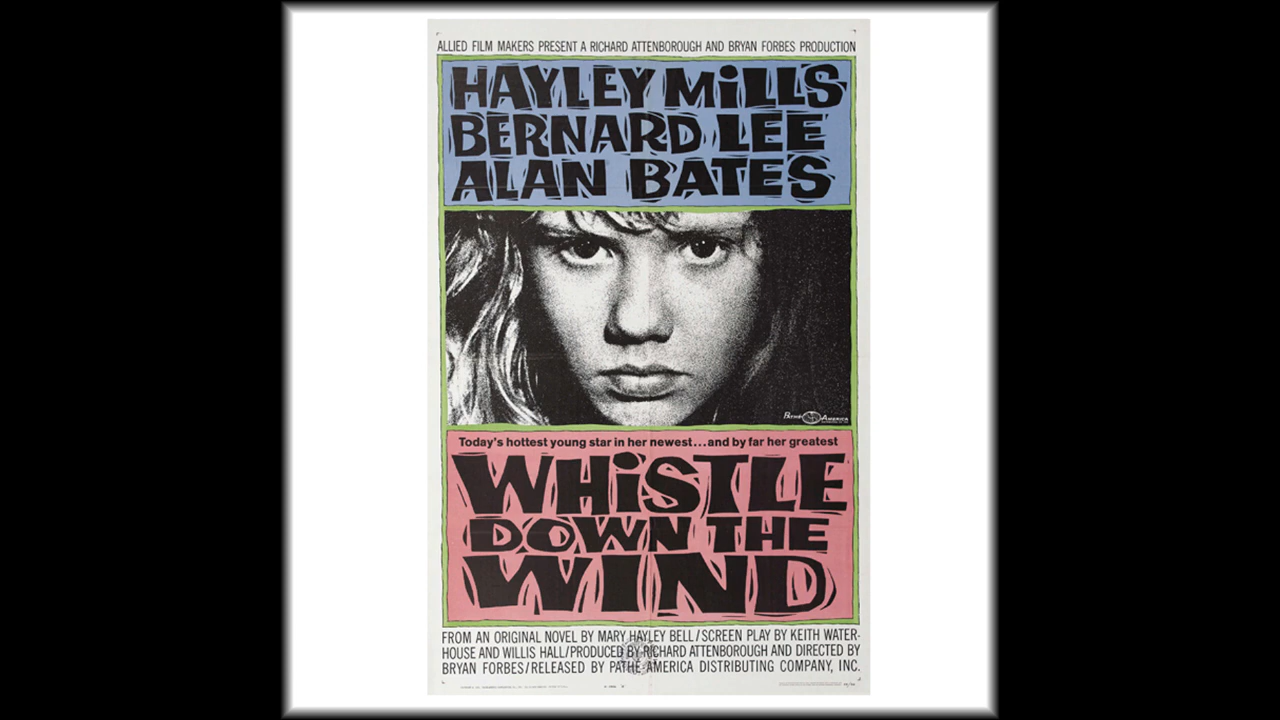 ALLIED FILM MAKERS PRESENT A RICHARD ATTENBOROUGH AND BRYAN FORBES PRODUCTION
HAYLEY MiLLS
BERNARD LEE
ALAN BATES
PATHÉ AMERICA
Today's hottest young star in her newest...and by far her greatest
WHiSTLE
DOWN THE
WIND
FROM AN ORIGINAL NOVEL BY MARY HAYLEY BELL/SCREEN PLAY BY KEITH WATER-
HOUSE AND WILLIS HALL/PRODUCED BY RICHARD ATTENBOROUGH AND DIRECTED BY
BRYAN FORBES/RELEASED BY PATHE-AMERICA DISTRIBUTING COMPANY, INC.